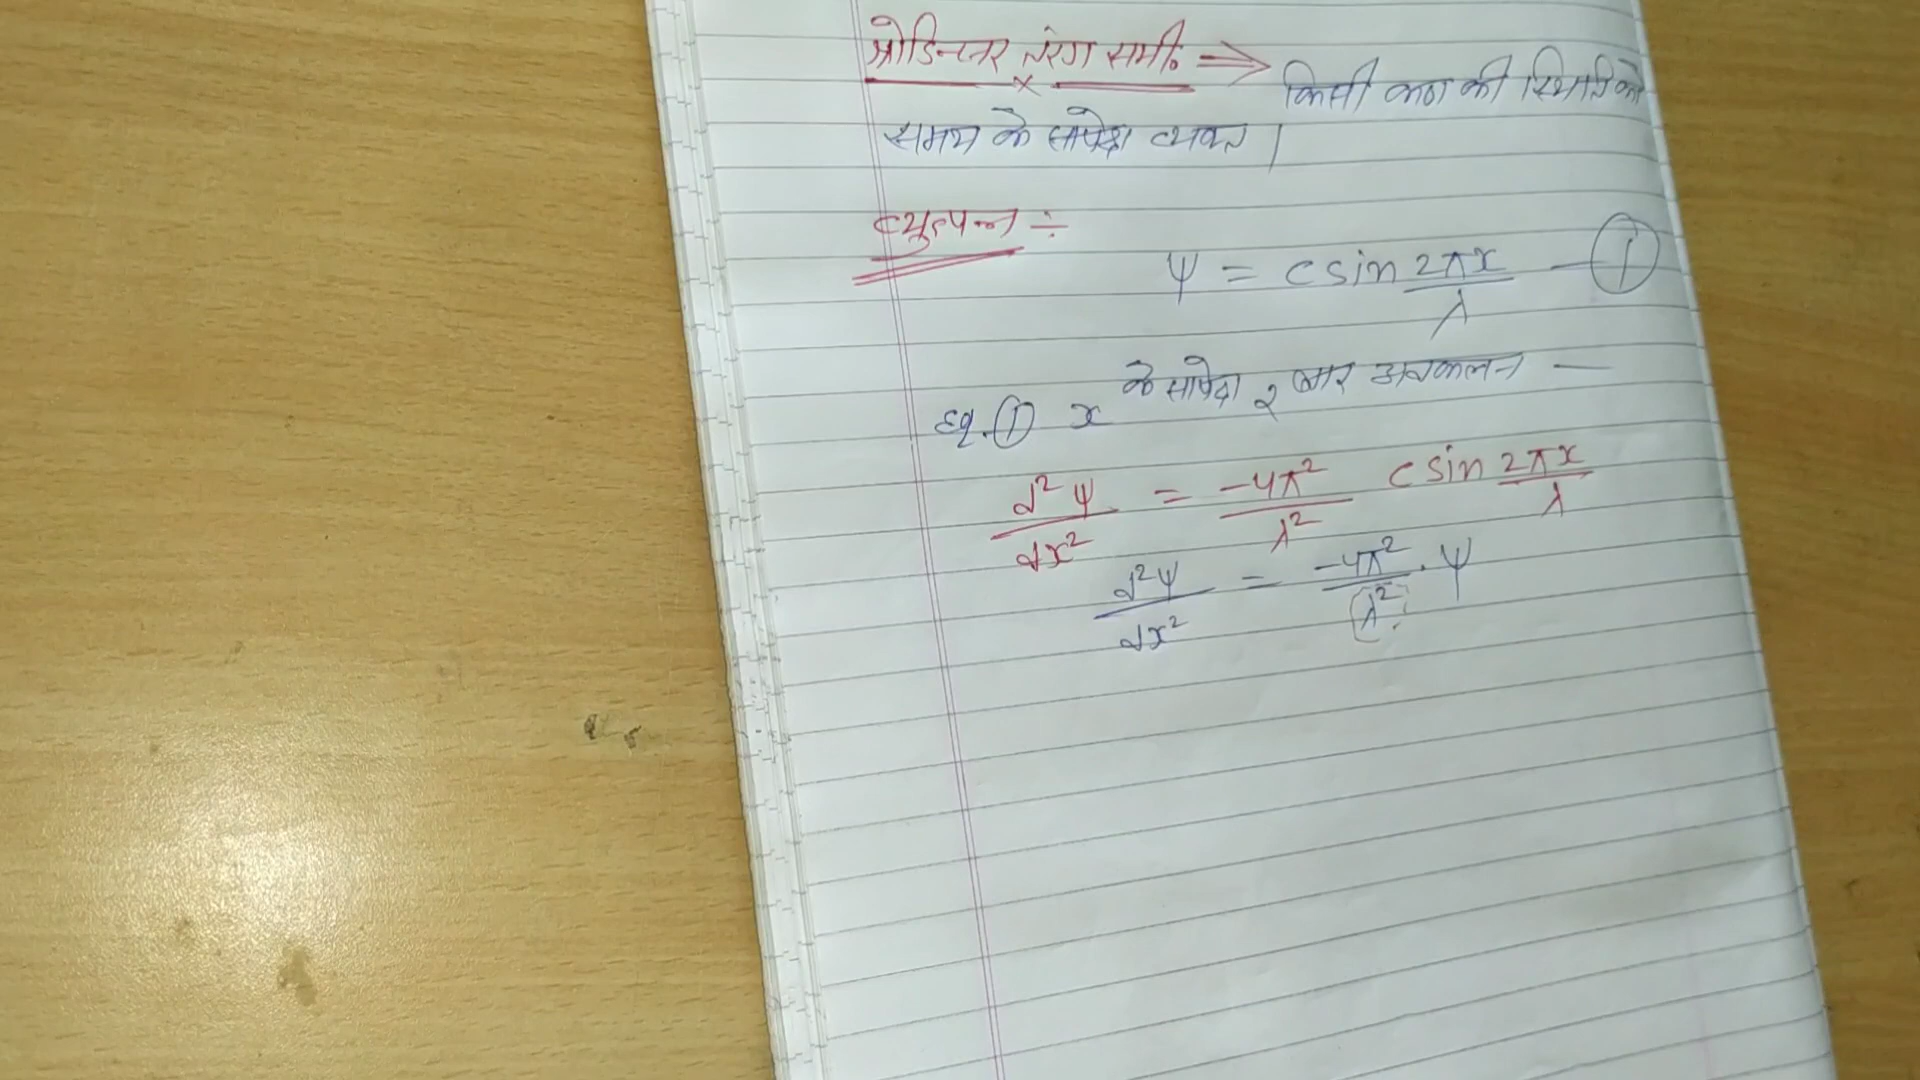 श्रोडिन्जर तरंग समी० ⇒ किसी कण की स्थिति को
समय के सापेक्ष व्यक्त |
व्युत्पन्न ÷
ψ = c sin 2πx/λ — ①
Eq. ① x के सापेक्ष 2 बार अवकलन —
d²ψ/dx² = -4π²/λ² c sin 2πx/λ
d²ψ/dx² = -4π²/λ² . ψ